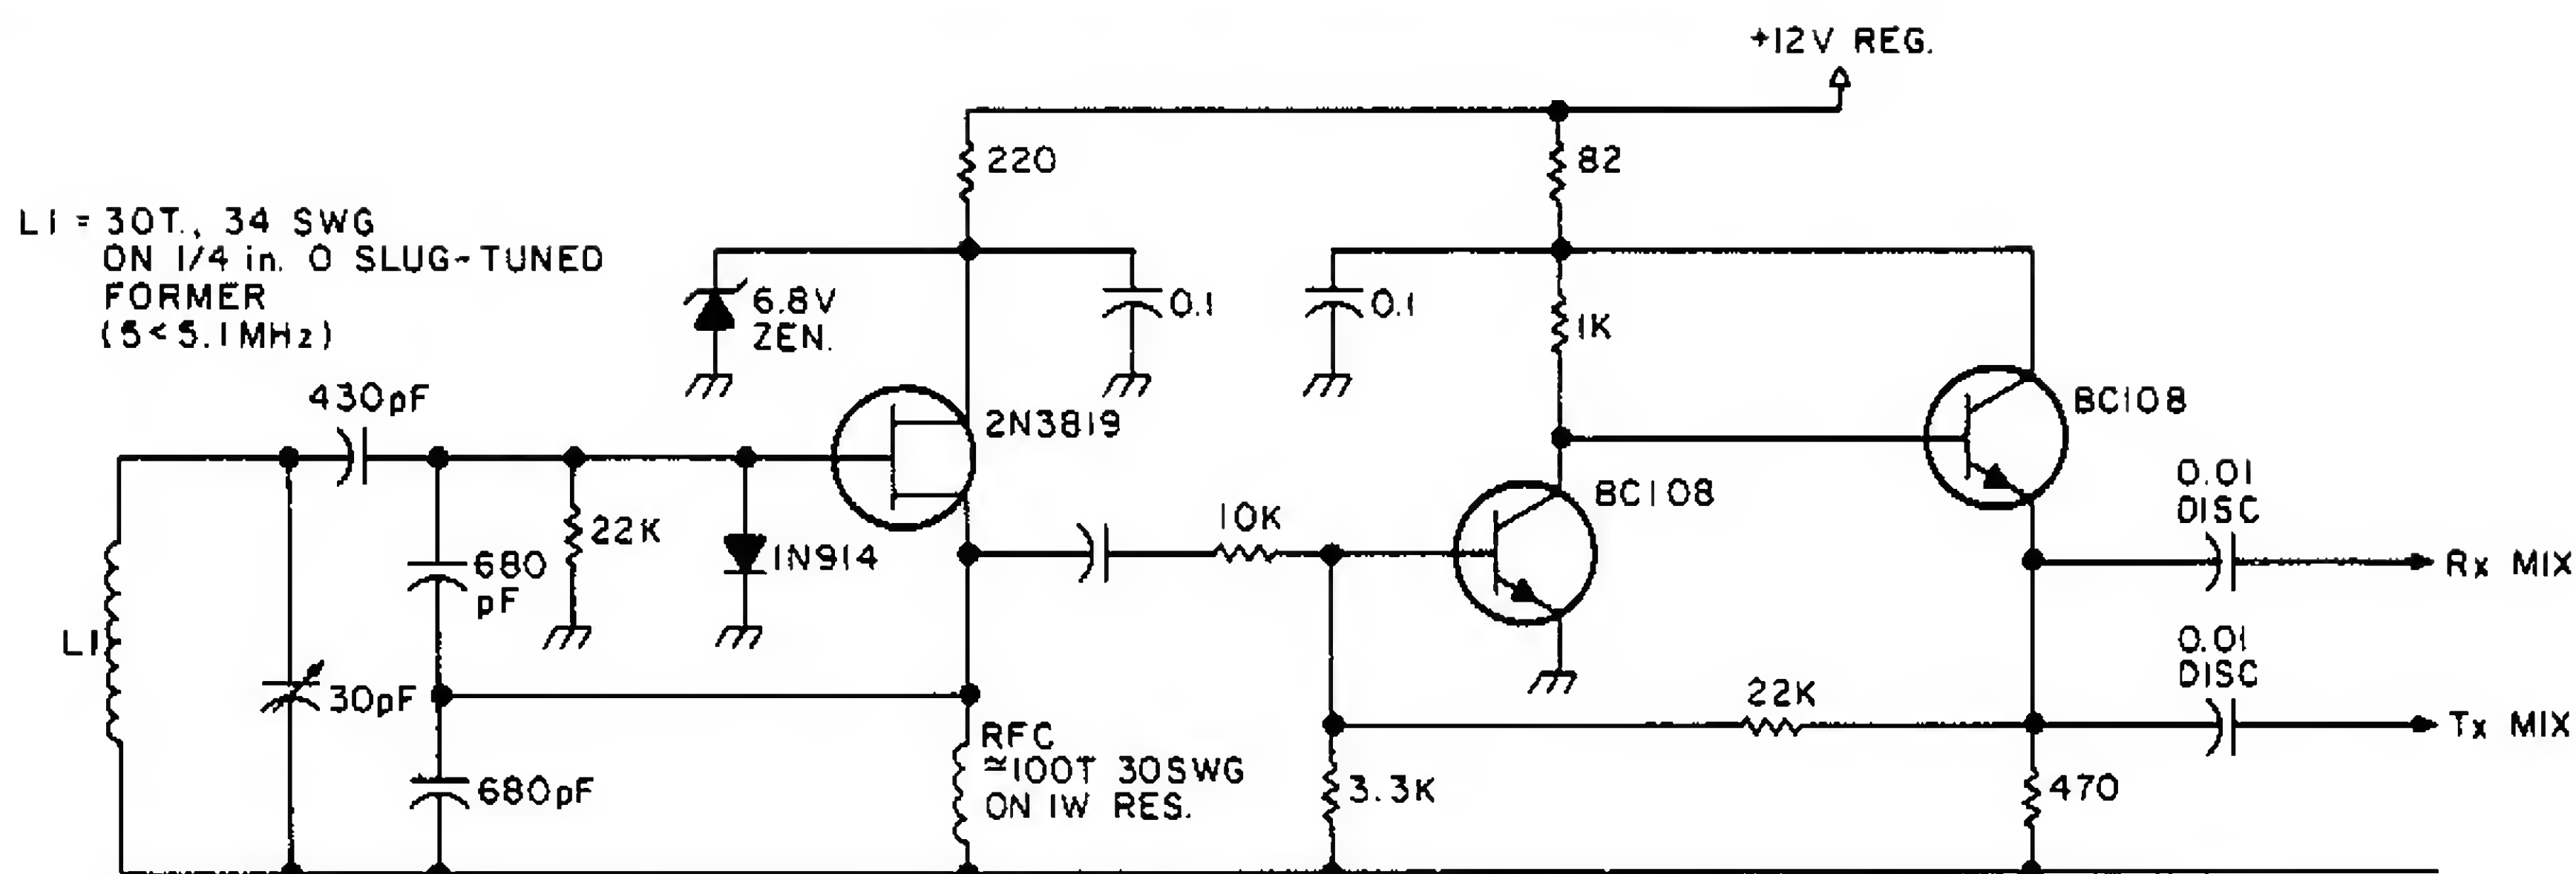 +12V REG.
220
82
L1 = 30T., 34 SWG
ON 1/4 in. O SLUG-TUNED
FORMER
(5<5.1MHz)
6.8V
ZEN.
0.1
0.1
1K
430pF
2N3819
BC108
BC108
0.01
DISC
10K
22K
1N914
680
pF
Rx MIX
L1
0.01
DISC
30pF
22K
Tx MIX
RFC
≃100T 30SWG
ON 1W RES.
680pF
3.3K
470